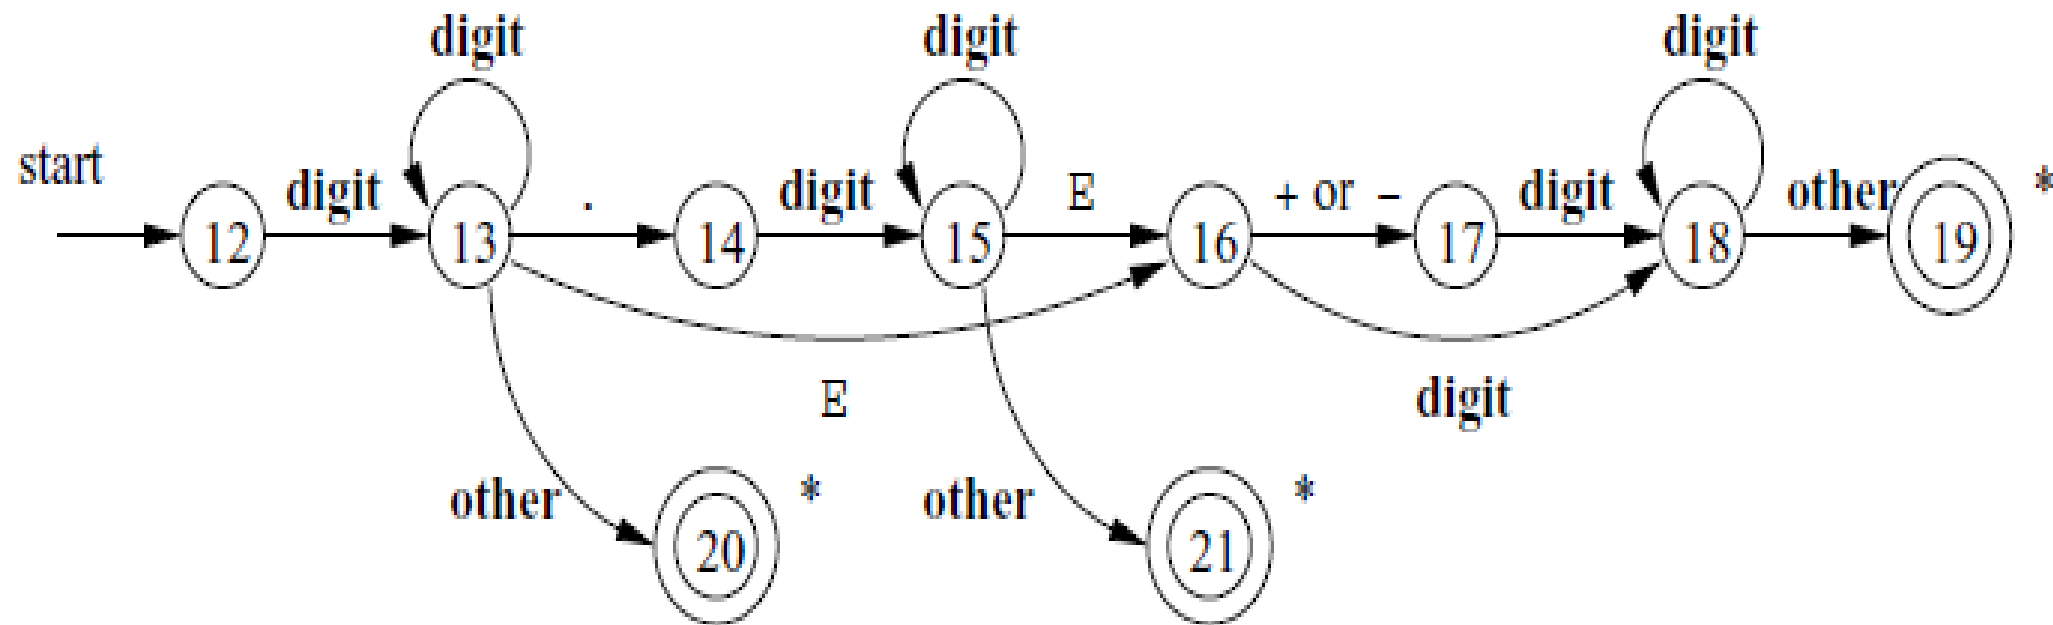 digit digit digit
start digit . digit E + or - digit other *
12 13 14 15 16 17 18 19
E digit
other * other *
20 21